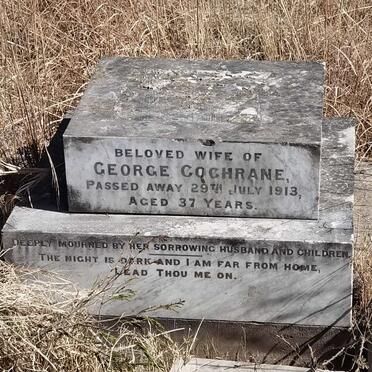 BELOVED WIFE OF
GEORGE COCHRANE,
PASSED AWAY 29TH JULY 1913,
AGED 37 YEARS.
DEEPLY MOURNED BY HER SORROWING HUSBAND AND CHILDREN.
THE NIGHT IS DARK AND I AM FAR FROM HOME,
LEAD THOU ME ON.